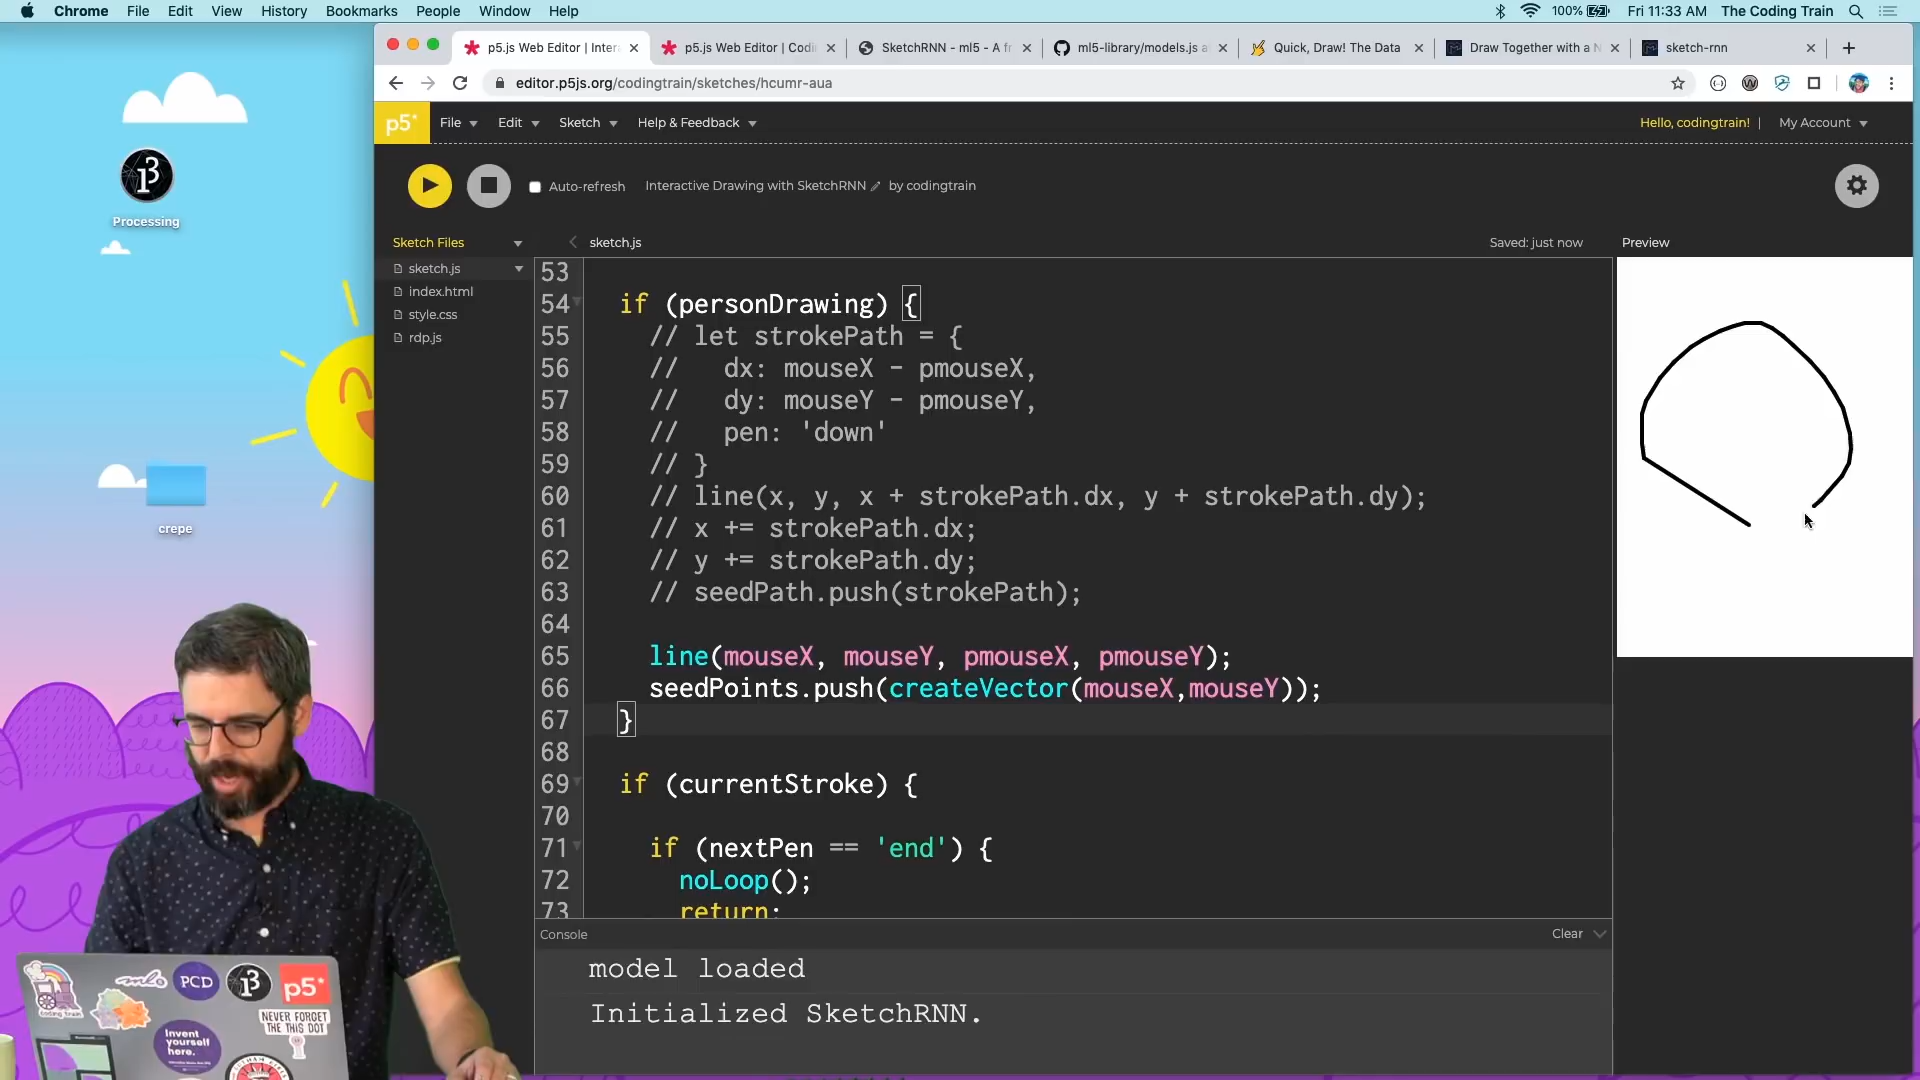 Chrome File Edit View History Bookmarks People Window Help
100% Fri 11:33 AM The Coding Train
p5.js Web Editor | Inter
p5.js Web Editor | Codi
SketchRNN - ml5 - A fr
ml5-library/models.js a
Quick, Draw! The Data
Draw Together with a N
sketch-rnn
editor.p5js.org/codingtrain/sketches/hcumr-aua
p5* File Edit Sketch Help & Feedback Hello, codingtrain! | My Account
Auto-refresh Interactive Drawing with SketchRNN by codingtrain
Sketch Files
sketch.js
index.html
style.css
rdp.js
sketch.js Saved: just now Preview
53
54 if (personDrawing) {
55 // let strokePath = {
56 // dx: mouseX - pmouseX,
57 // dy: mouseY - pmouseY,
58 // pen: 'down'
59 // }
60 // line(x, y, x + strokePath.dx, y + strokePath.dy);
61 // x += strokePath.dx;
62 // y += strokePath.dy;
63 // seedPath.push(strokePath);
64
65 line(mouseX, mouseY, pmouseX, pmouseY);
66 seedPoints.push(createVector(mouseX,mouseY));
67 }
68
69 if (currentStroke) {
70
71 if (nextPen == 'end') {
72 noLoop();
73 return;
Console Clear
model loaded
Initialized SketchRNN.
Processing
crepe
coding train
PCD
p5*
NEVER FORGET
THE THIS DOT
Invent
yourself
here.